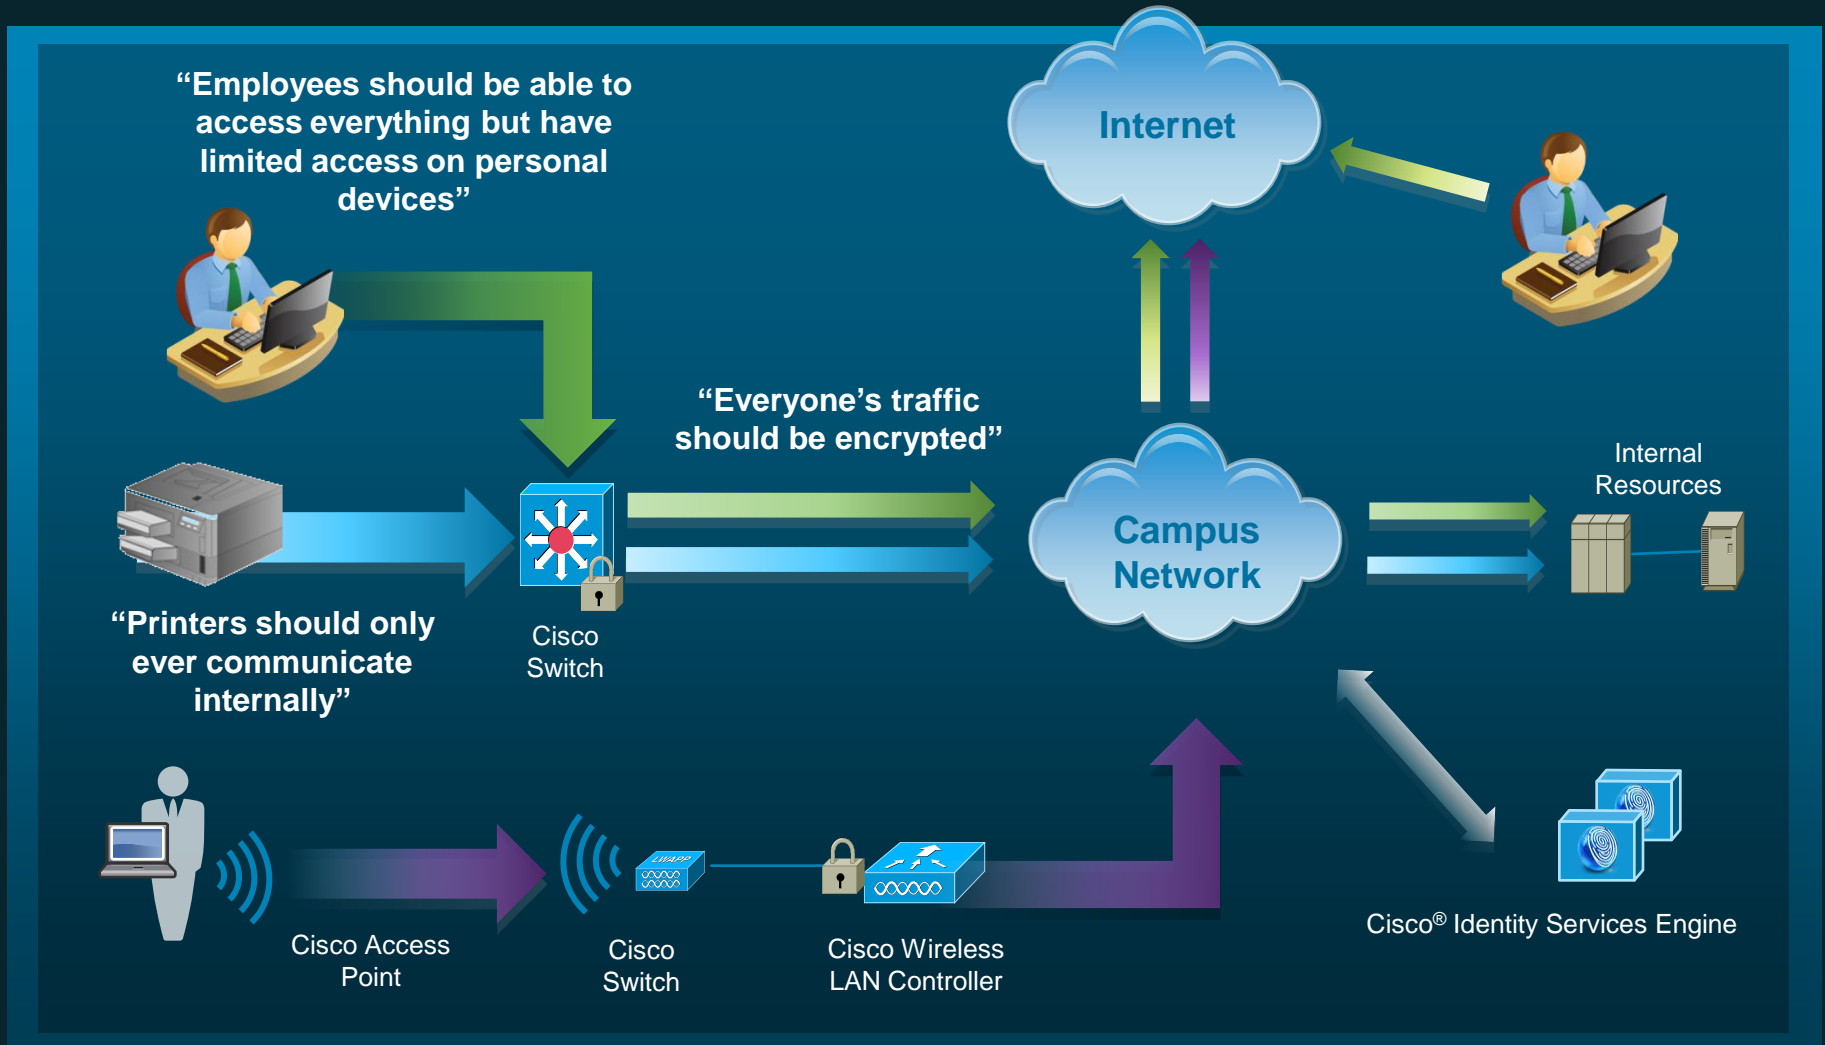 “Employees should be able to
access everything but have
limited access on personal
devices”
Internet
“Everyone’s traffic
should be encrypted”
Internal
Resources
Campus
Network
“Printers should only
ever communicate
internally”
Cisco
Switch
LWAPP
Cisco Access
Point
Cisco
Switch
Cisco Wireless
LAN Controller
Cisco® Identity Services Engine